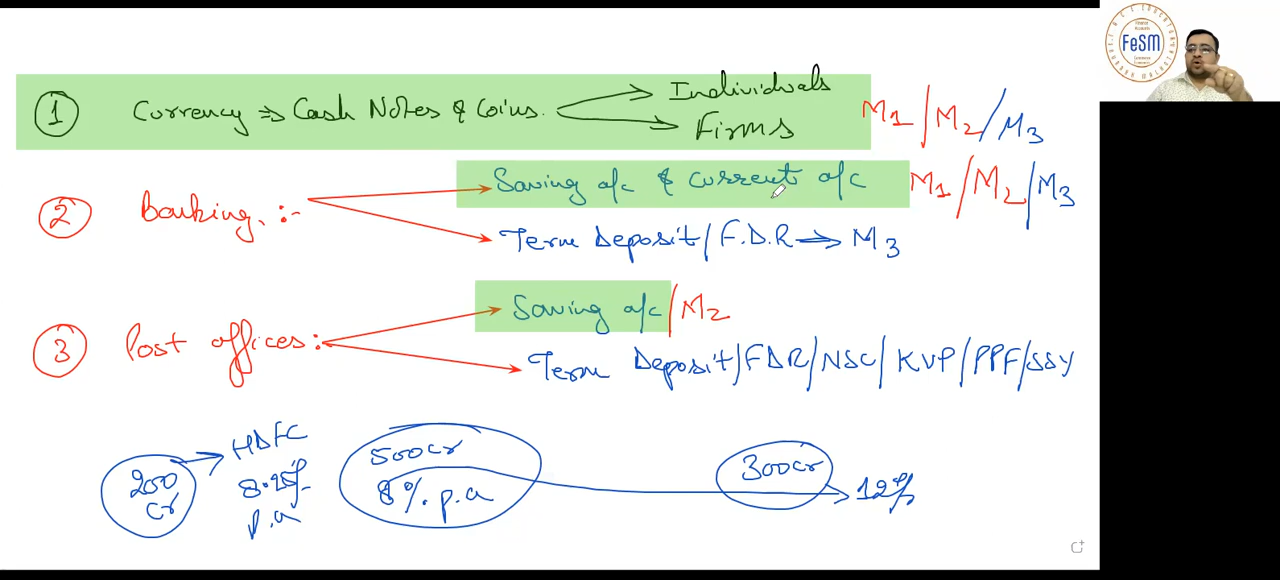 FeSM
① Currency ⇒ Cash Notes & Coins. Individuals Firms M1/M2/M3
② Banking :- Saving a/c & current a/c M1/M2/M3
Term Deposit/F.D.R → M3
③ Post offices: Saving a/c/M2
Term Deposit/FDR/NSC/KVP/PPF/SSY
200 cr → HDFC 8.25% p.a
500cr 8%. p.a
300cr 12%